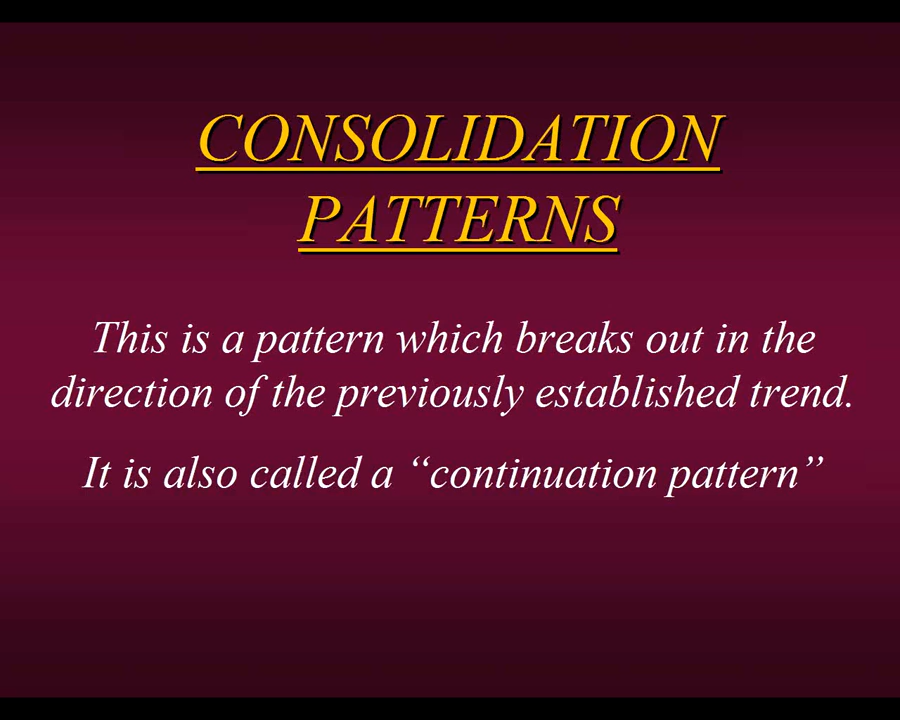 CONSOLIDATION
PATTERNS
This is a pattern which breaks out in the
direction of the previously established trend.
It is also called a “continuation pattern”